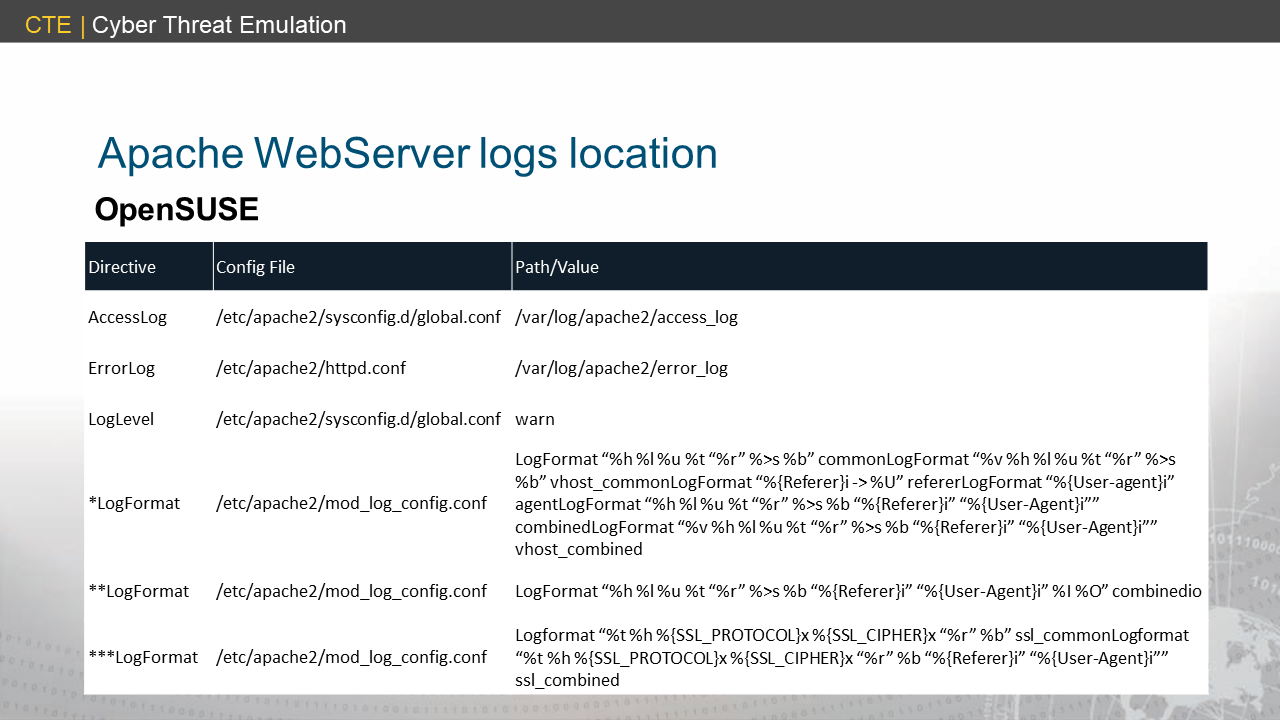 CTE | Cyber Threat Emulation
Apache WebServer logs location
OpenSUSE
Directive Config File Path/Value
AccessLog /etc/apache2/sysconfig.d/global.conf /var/log/apache2/access_log
ErrorLog /etc/apache2/httpd.conf /var/log/apache2/error_log
LogLevel /etc/apache2/sysconfig.d/global.conf warn
*LogFormat /etc/apache2/mod_log_config.conf
LogFormat “%h %l %u %t “%r” %>s %b” commonLogFormat “%v %h %l %u %t “%r” %>s
%b” vhost_commonLogFormat “%{Referer}i -> %U” refererLogFormat “%{User-agent}i”
agentLogFormat “%h %l %u %t “%r” %>s %b “%{Referer}i” “%{User-Agent}i””
combinedLogFormat “%v %h %l %u %t “%r” %>s %b “%{Referer}i” “%{User-Agent}i””
vhost_combined
**LogFormat /etc/apache2/mod_log_config.conf LogFormat “%h %l %u %t “%r” %>s %b “%{Referer}i” “%{User-Agent}i” %I %O” combinedio
***LogFormat /etc/apache2/mod_log_config.conf
Logformat “%t %h %{SSL_PROTOCOL}x %{SSL_CIPHER}x “%r” %b” ssl_commonLogformat
“%t %h %{SSL_PROTOCOL}x %{SSL_CIPHER}x “%r” %b “%{Referer}i” “%{User-Agent}i””
ssl_combined